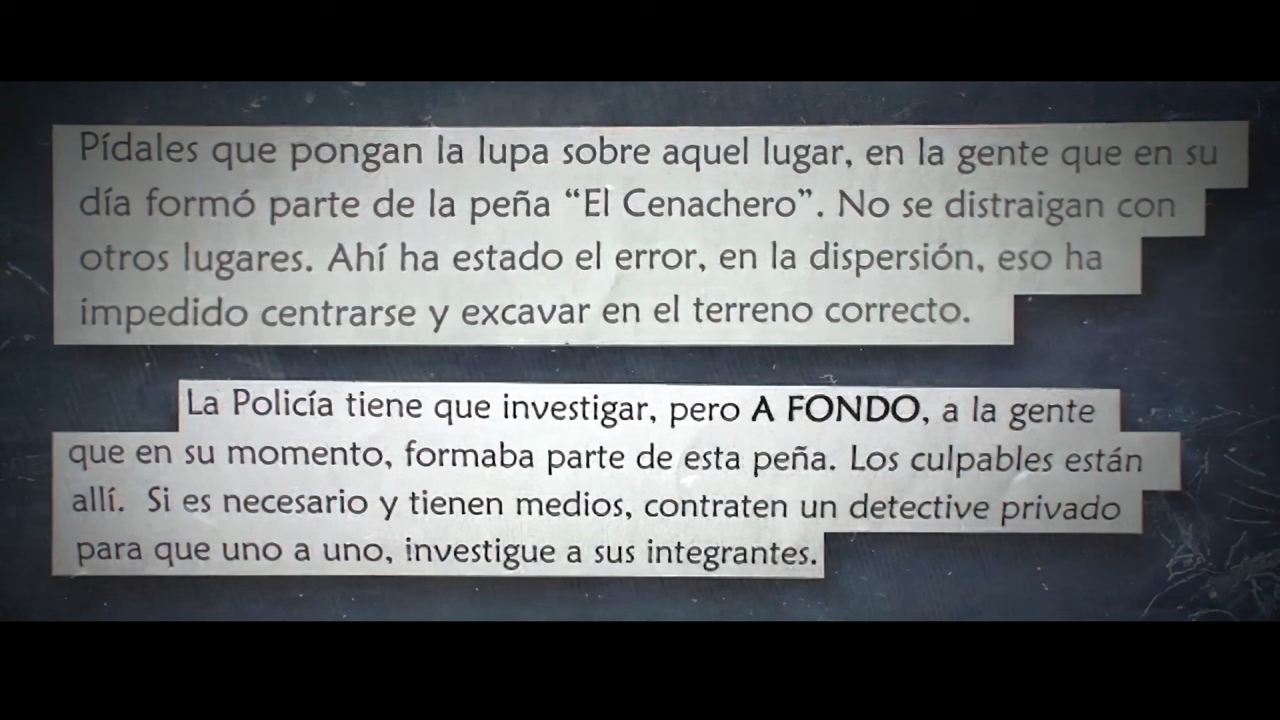 Pídales que pongan la lupa sobre aquel lugar, en la gente que en su
día formó parte de la peña “El Cenachero”. No se distraigan con
otros lugares. Ahí ha estado el error, en la dispersión, eso ha
impedido centrarse y excavar en el terreno correcto.
La Policía tiene que investigar, pero A FONDO, a la gente
que en su momento, formaba parte de esta peña. Los culpables están
allí. Si es necesario y tienen medios, contraten un detective privado
para que uno a uno, investigue a sus integrantes.